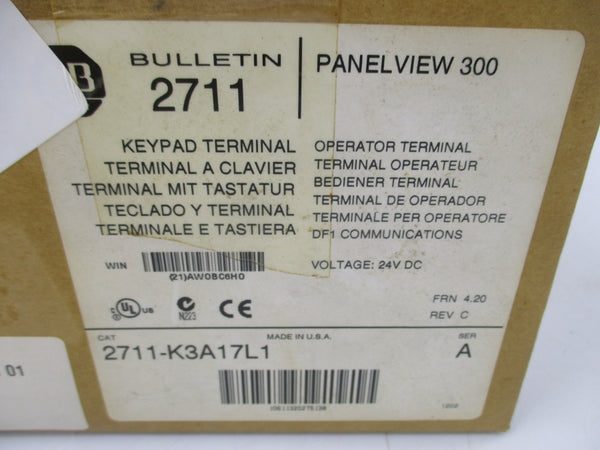 B
BULLETIN
2711
PANELVIEW 300
KEYPAD TERMINAL
TERMINAL A CLAVIER
TERMINAL MIT TASTATUR
TECLADO Y TERMINAL
TERMINALE E TASTIERA
OPERATOR TERMINAL
TERMINAL OPERATEUR
BEDIENER TERMINAL
TERMINAL DE OPERADOR
TERMINALE PER OPERATORE
DF1 COMMUNICATIONS
WIN
(21)AW0BC6H0
VOLTAGE: 24V DC
c UL US
N223
CE
FRN 4.20
REV C
CAT
MADE IN U.S.A.
SER
2711-K3A17L1
A
01